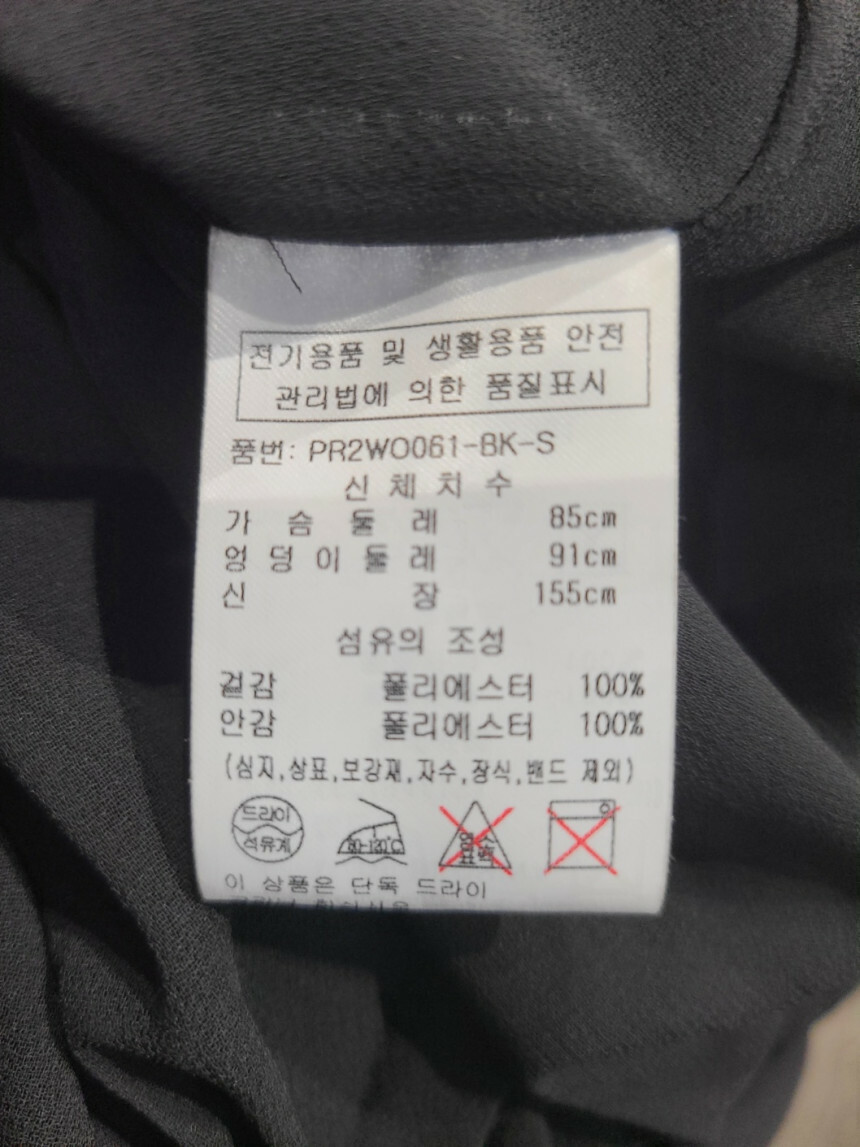 전기용품 및 생활용품 안전
관리법에 의한 품질표시
품번: PR2WO061-BK-S
신 체 치 수
가 슴 둘 레 85cm
엉 덩 이 둘 레 91cm
신 장 155cm
섬유의 조성
겉감 폴리에스터 100%
안감 폴리에스터 100%
(심지,상표,보강재,자수,장식,밴드 제외)
드라이
석유계
80-120℃
염소
표백
이 상품은 단독 드라이